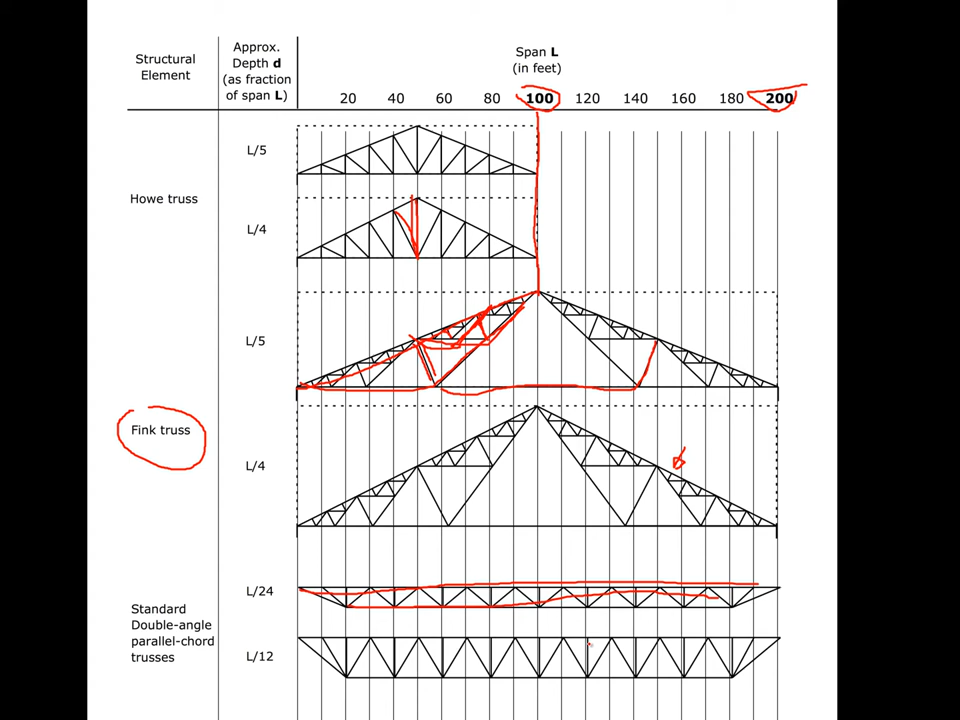 Structural
Element
Approx.
Depth d
(as fraction
of span L)
Span L
(in feet)
20 40 60 80 100 120 140 160 180 200
L/5
Howe truss
L/4
L/5
Fink truss
L/4
L/24
Standard
Double-angle
parallel-chord
trusses
L/12